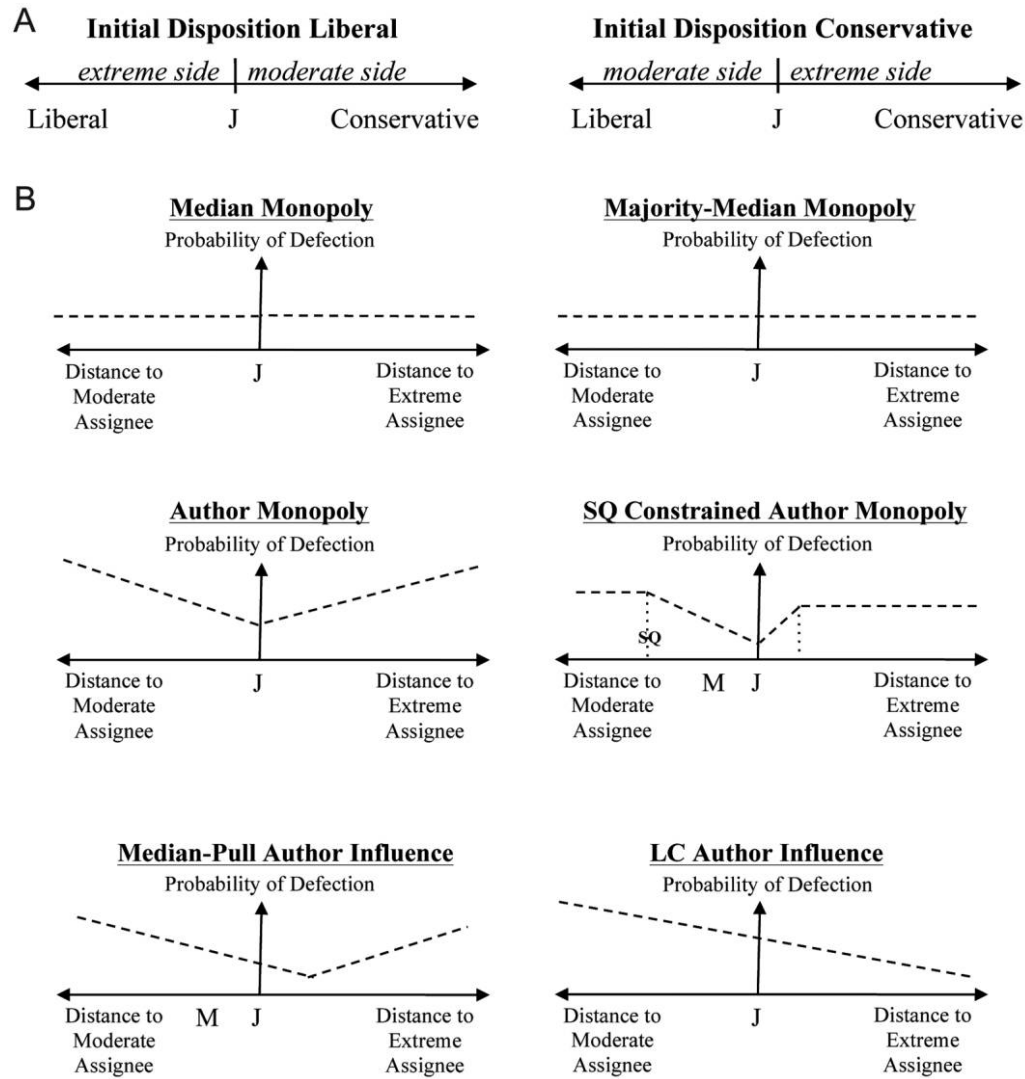 A
Initial Disposition Liberal
extreme side moderate side
Liberal J Conservative
Initial Disposition Conservative
moderate side extreme side
Liberal J Conservative
B
Median Monopoly
Probability of Defection
Distance to
Moderate
Assignee
J
Distance to
Extreme
Assignee
Majority-Median Monopoly
Probability of Defection
Distance to
Moderate
Assignee
J
Distance to
Extreme
Assignee
Author Monopoly
Probability of Defection
Distance to
Moderate
Assignee
J
Distance to
Extreme
Assignee
SQ Constrained Author Monopoly
Probability of Defection
SQ
Distance to
Moderate
Assignee
M J
Distance to
Extreme
Assignee
Median-Pull Author Influence
Probability of Defection
Distance to
Moderate
Assignee
M J
Distance to
Extreme
Assignee
LC Author Influence
Probability of Defection
Distance to
Moderate
Assignee
J
Distance to
Extreme
Assignee